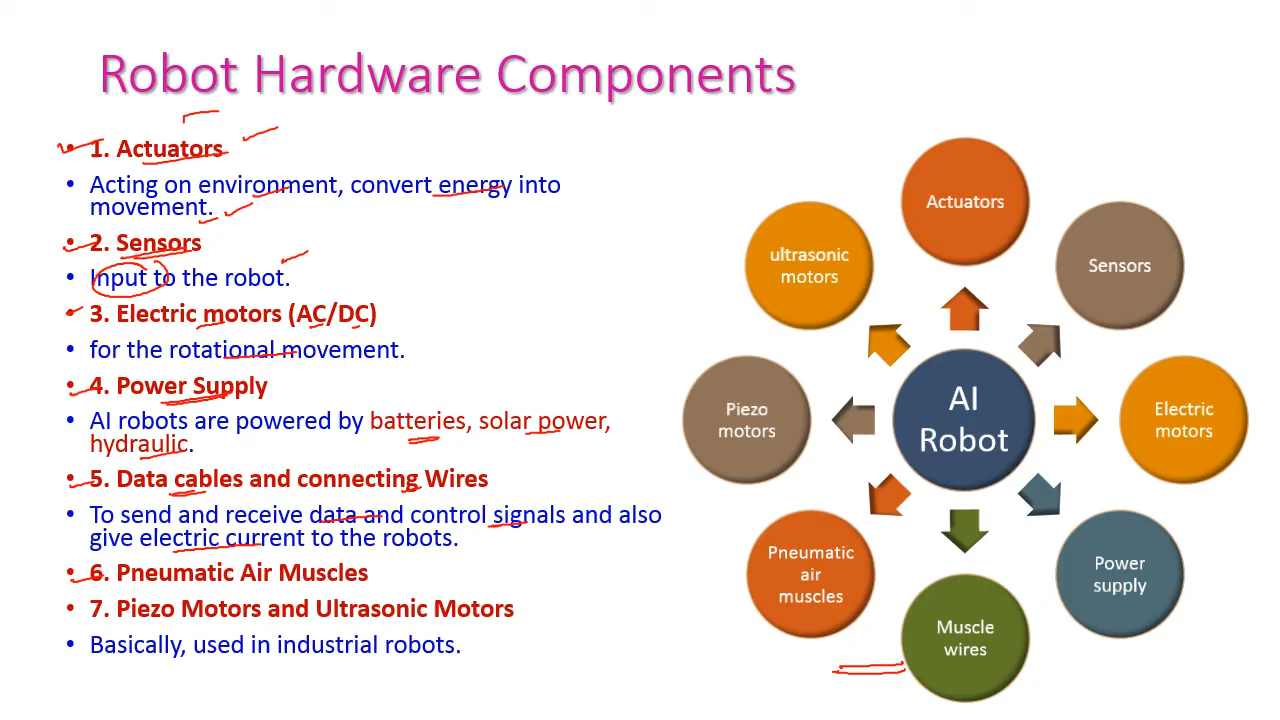 Robot Hardware Components
• 1. Actuators
• Acting on environment, convert energy into
movement.
• 2. Sensors
• Input to the robot.
• 3. Electric motors (AC/DC)
• for the rotational movement.
• 4. Power Supply
• AI robots are powered by batteries, solar power,
hydraulic.
• 5. Data cables and connecting Wires
• To send and receive data and control signals and also
give electric current to the robots.
• 6. Pneumatic Air Muscles
• 7. Piezo Motors and Ultrasonic Motors
• Basically, used in industrial robots.
Actuators
Sensors
Electric
motors
Power
supply
Muscle
wires
Pneumatic
air
muscles
Piezo
motors
ultrasonic
motors
AI
Robot